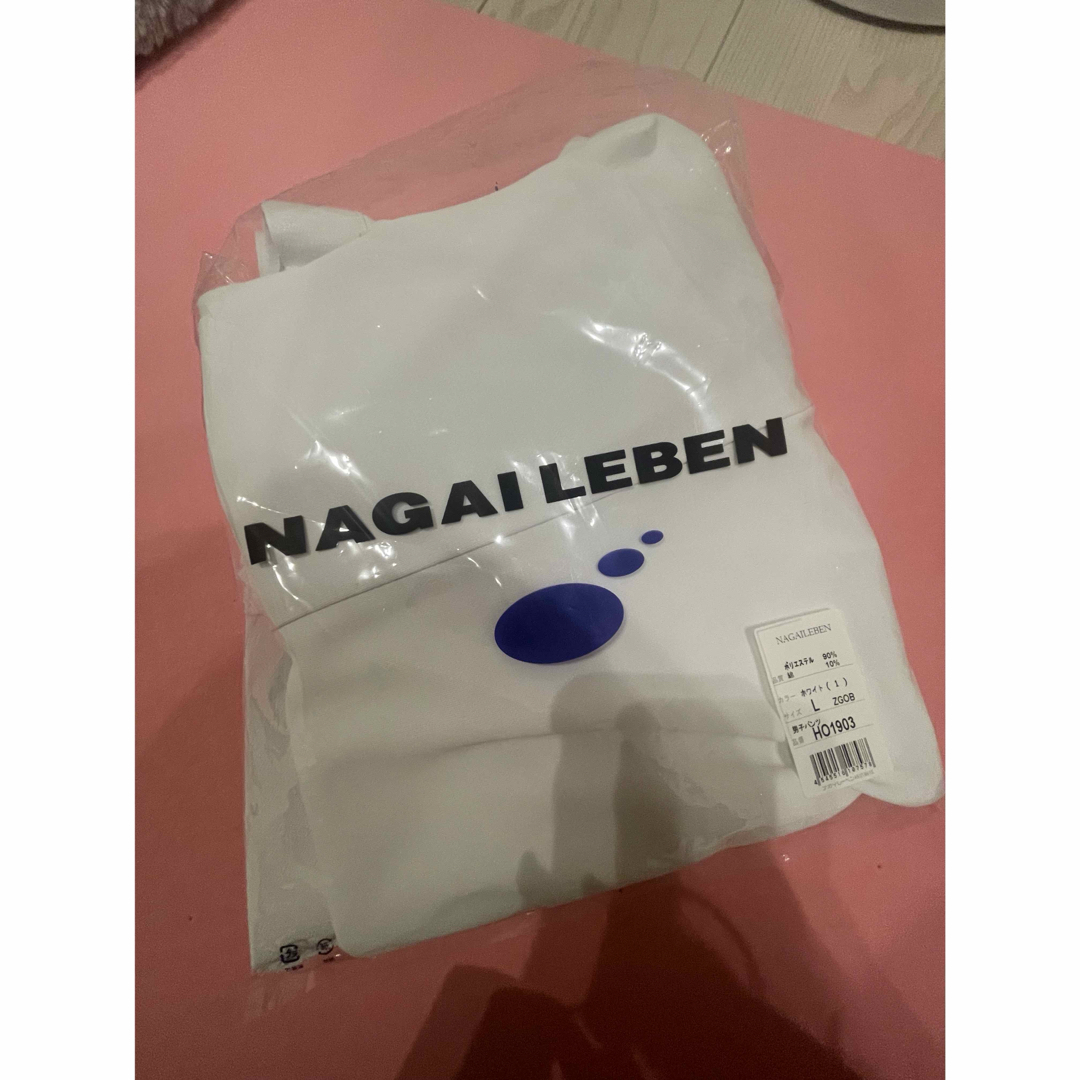 NAGAI LEBEN
NAGAILEBEN
ポリエステル 90%
品質 綿 10%
カラー ホワイト( 1 )
サイズ L ZGOB
男子パンツ
品番 HO1903